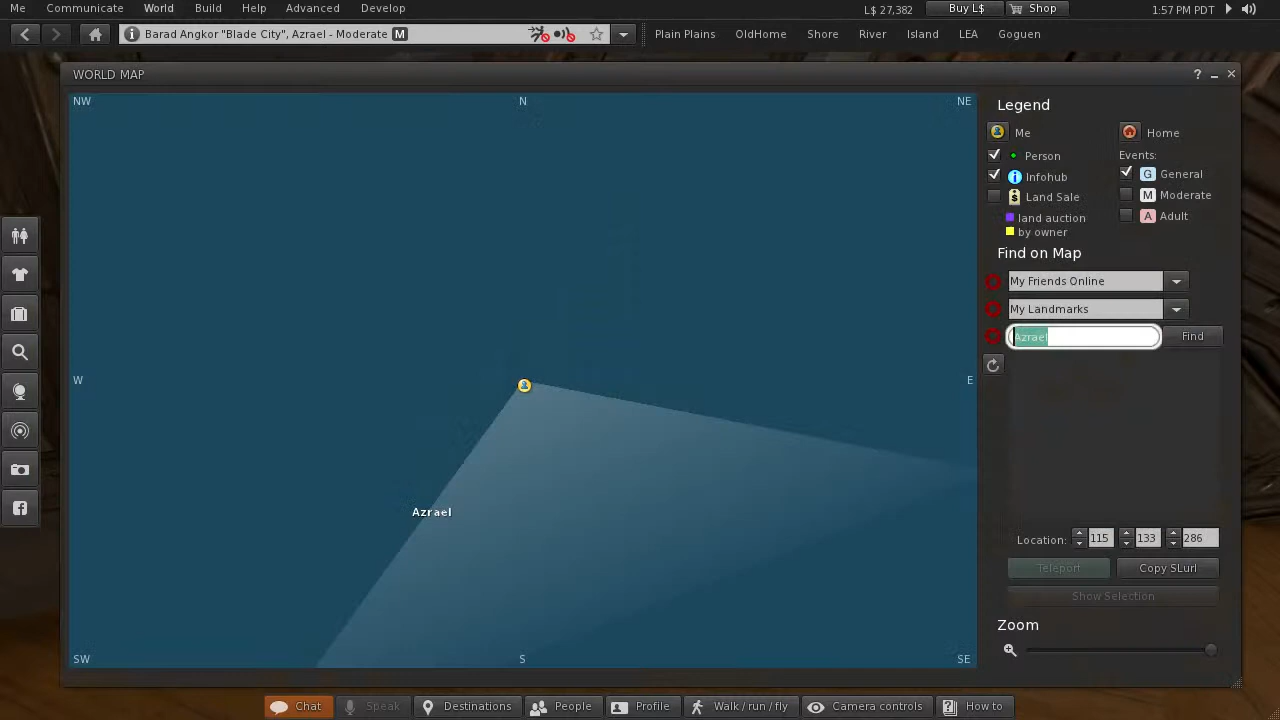 Me Communicate World Build Help Advanced Develop L$ 27,382 Buy L$ Shop 1:57 PM PDT
Barad Angkor "Blade City", Azrael - Moderate M Plain Plains OldHome Shore River Island LEA Goguen
WORLD MAP ?
NW N NE
W E
Azrael
SW S SE
Legend
Me Home
Person Events:
Infohub G General
Land Sale M Moderate
land auction A Adult
by owner
Find on Map
My Friends Online
My Landmarks
Azrael Find
Location: 115 133 286
Teleport Copy SLurl
Show Selection
Zoom
Chat Speak Destinations People Profile Walk / run / fly Camera controls How to